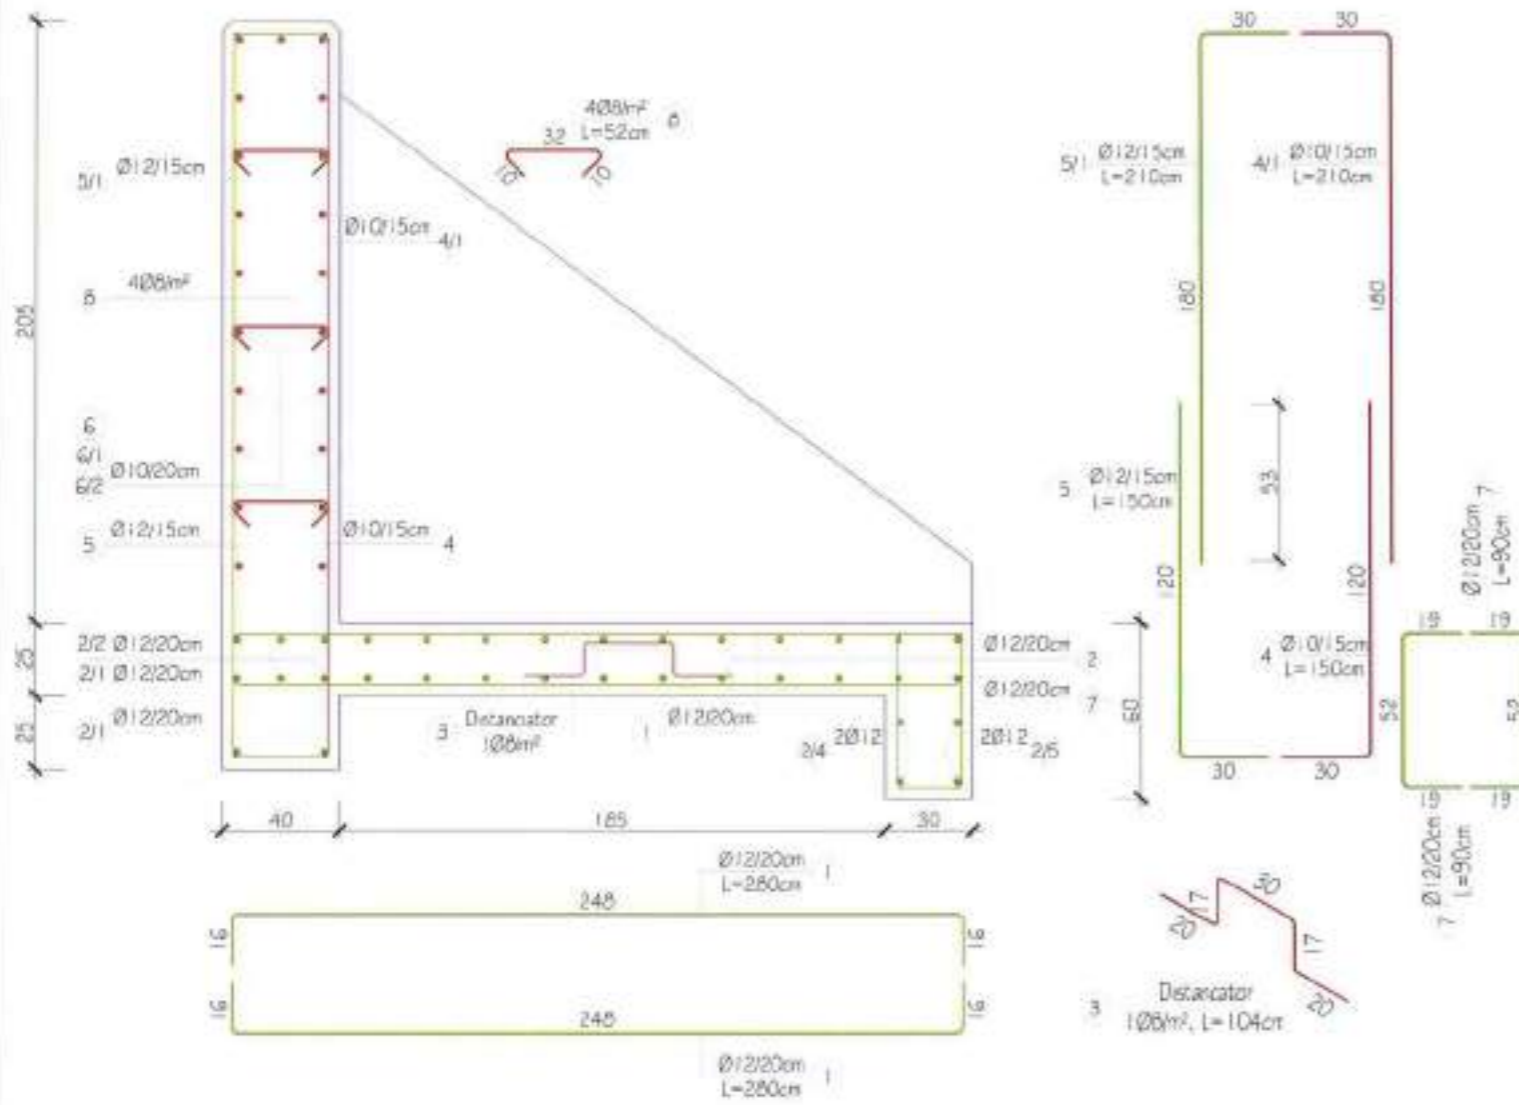 30 30
4Ø8/m²
L=52cm 8
32
10 10
5/1 Ø12/15cm
Ø10/15cm 4/1
8 4Ø8/m²
205
6
6/1
6/2 Ø10/20cm
5 Ø12/15cm
Ø10/15cm 4
5/1 Ø12/15cm
L=210cm
4/1 Ø10/15cm
L=210cm
180 180
5 Ø12/15cm
L=150cm
53
120 120
4 Ø10/15cm
L=150cm
30 30
Ø12/20cm 7
L=90cm
19 19
52 52
19 19
7 Ø12/20cm
L=90cm
25
25
2/2 Ø12/20cm
2/1 Ø12/20cm
2/1 Ø12/20cm
Ø12/20cm 2
Ø12/20cm 7
3 Distanciator
1Ø8/m²
1 Ø12/20cm
2/4 2Ø12
2Ø12 2/5
60
40 185 30
Ø12/20cm 1
L=280cm
248
16 16
16 16
248
Ø12/20cm 1
L=280cm
20 17 30 17 20
3 Distancator
1Ø8/m², L=104cm